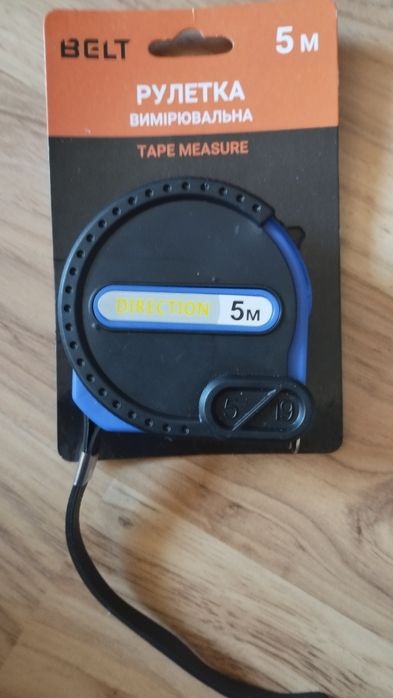 BELT
5 м
РУЛЕТКА
ВИМІРЮВАЛЬНА
TAPE MEASURE
DIRECTION 5м
5/19